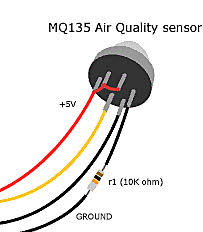 MQ135 Air Quality sensor
+5V
r1 (10K ohm)
GROUND